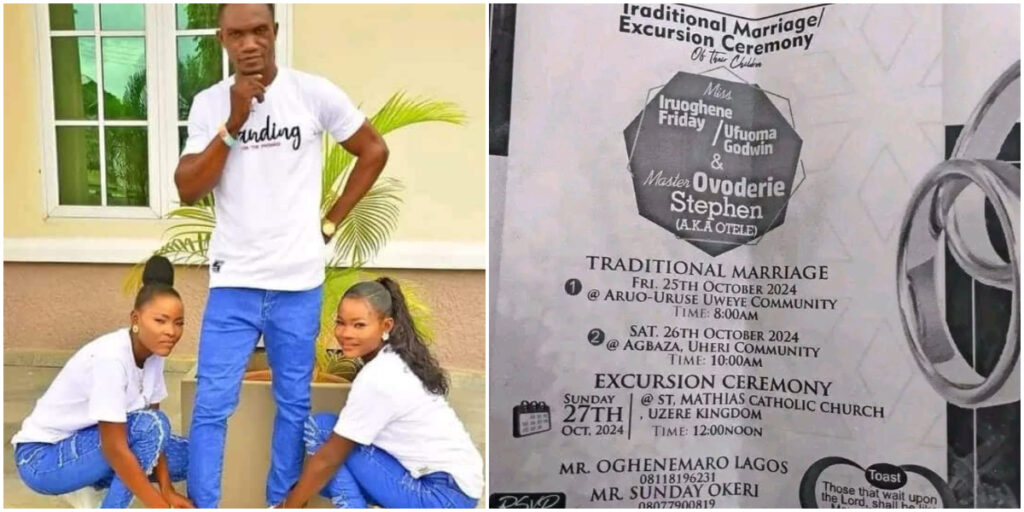 anding
Traditional Marriage/
Excursion Ceremony
Of Their Children
Miss
Iruoghene
Friday / Ufuoma
Godwin
&
Master Ovoderie
Stephen
(A.K.A OTELE)
TRADITIONAL MARRIAGE
1 FRI. 25TH OCTOBER 2024
@ ARUO-URUSE UWEYE COMMUNITY
TIME: 8:00AM
2 SAT. 26TH OCTOBER 2024
@ AGBAZA, UHERI COMMUNITY
TIME: 10:00AM
EXCURSION CEREMONY
SUNDAY
27TH
OCT, 2024
@ ST, MATHIAS CATHOLIC CHURCH
, UZERE KINGDOM
TIME: 12:00NOON
MR. OGHENEMARO LAGOS
08118196231
MR. SUNDAY OKERI
08077900819
Toast
Those that wait upon
the Lord, shall be